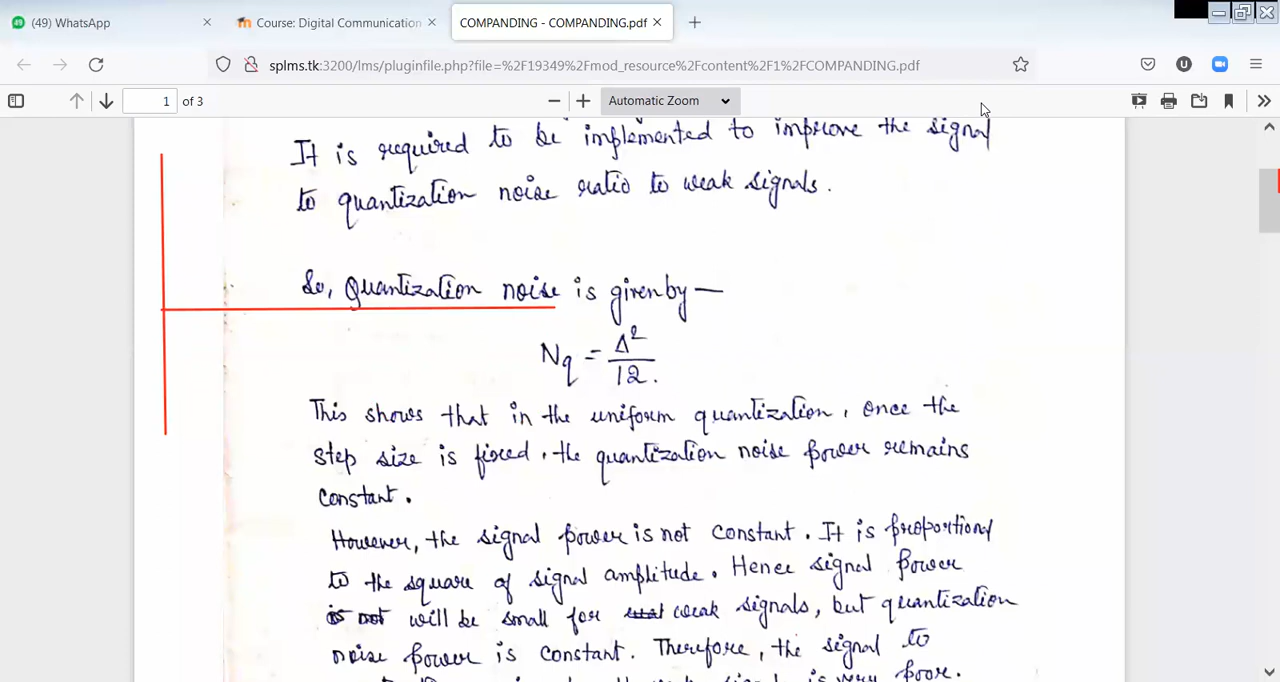 (49) WhatsApp
Course: Digital Communication
COMPANDING - COMPANDING.pdf
splms.tk:3200/lms/pluginfile.php?file=%2F19349%2Fmod_resource%2Fcontent%2F1%2FCOMPANDING.pdf
1 of 3
Automatic Zoom
It is required to be implemented to improve the signal
to quantization noise ratio to weak signals.
So, Quantization noise is given by —
Nq = Δ²/12.
This shows that in the uniform quantization, once the
step size is fixed, the quantization noise power remains
constant.
However, the signal power is not constant. It is proportional
to the square of signal amplitude. Hence signal power
is not will be small for weak signals, but quantization
noise power is constant. Therefore, the signal to
is very poor.